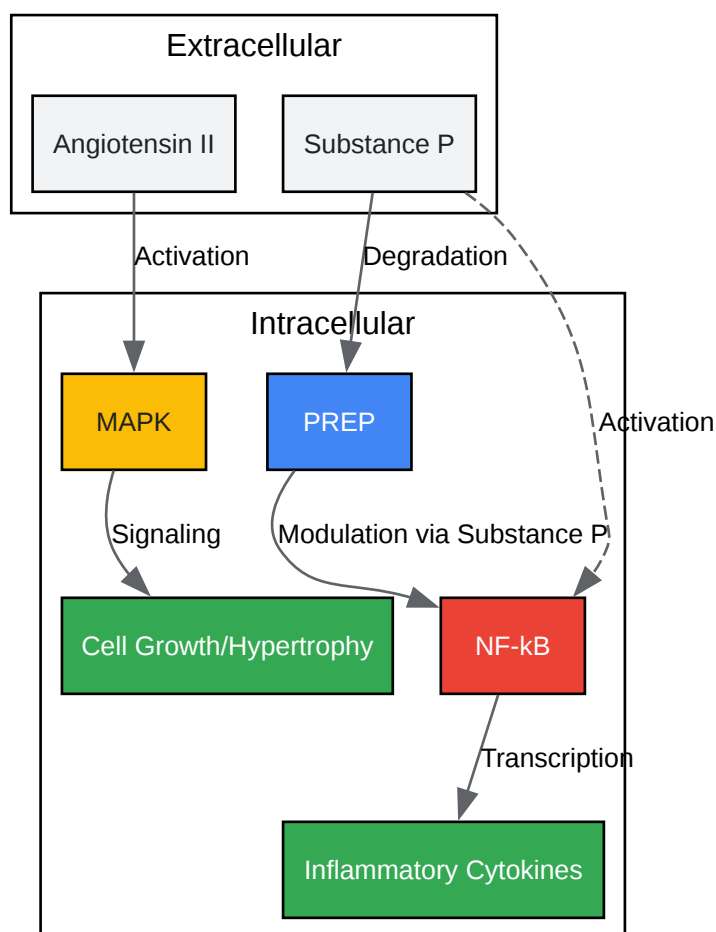 Extracellular
Angiotensin II
Substance P
Activation
Degradation
Intracellular
MAPK
PREP
Activation
Signaling
Modulation via Substance P
Cell Growth/Hypertrophy
NF-kB
Transcription
Inflammatory Cytokines